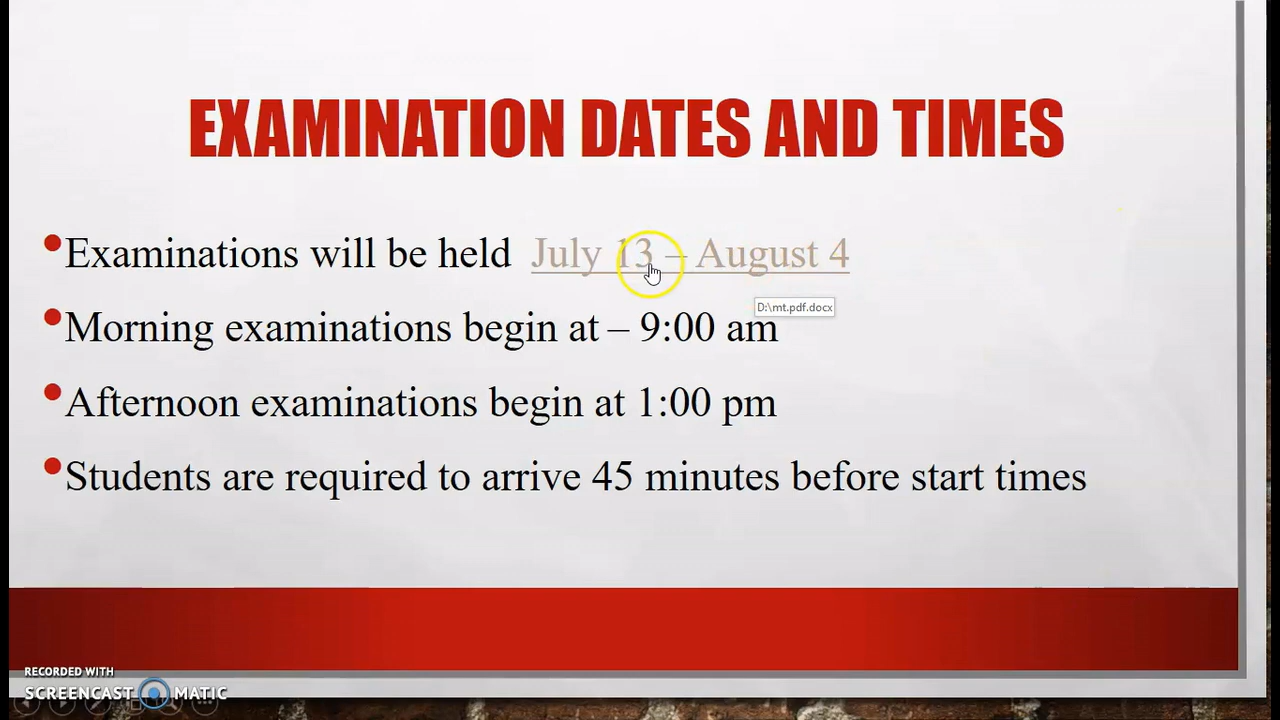 EXAMINATION DATES AND TIMES
•Examinations will be held July 13 – August 4
D:\mt.pdf.docx
•Morning examinations begin at – 9:00 am
•Afternoon examinations begin at 1:00 pm
•Students are required to arrive 45 minutes before start times
RECORDED WITH
SCREENCAST MATIC